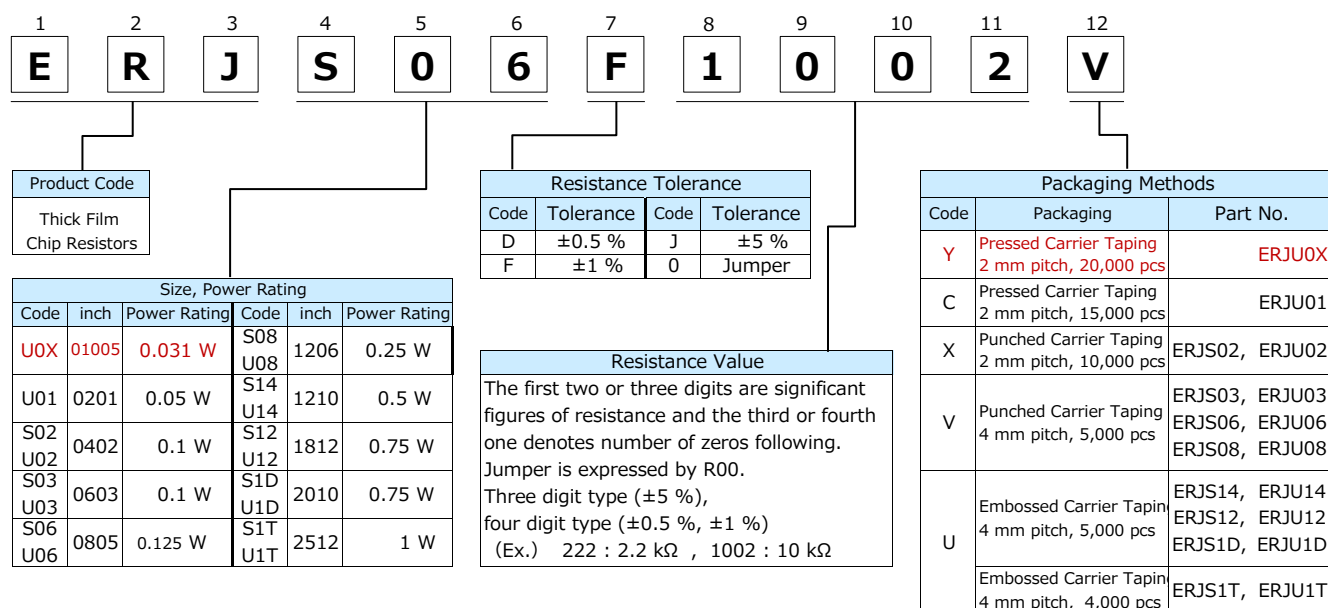 1 2 3 4 5 6 7 8 9 10 11 12
E R J S 0 6 F 1 0 0 2 V
Product Code
Thick Film
Chip Resistors
Size, Power Rating
Code inch Power Rating Code inch Power Rating
U0X 01005 0.031 W S08 U08 1206 0.25 W
U01 0201 0.05 W S14 U14 1210 0.5 W
S02 U02 0402 0.1 W S12 U12 1812 0.75 W
S03 U03 0603 0.1 W S1D U1D 2010 0.75 W
S06 U06 0805 0.125 W S1T U1T 2512 1 W
Resistance Tolerance
Code Tolerance Code Tolerance
D ±0.5 % J ±5 %
F ±1 % 0 Jumper
Resistance Value
The first two or three digits are significant
figures of resistance and the third or fourth
one denotes number of zeros following.
Jumper is expressed by R00.
Three digit type (±5 %),
four digit type (±0.5 %, ±1 %)
（Ex.） 222 : 2.2 kΩ , 1002 : 10 kΩ
Packaging Methods
Code Packaging Part No.
Y Pressed Carrier Taping
2 mm pitch, 20,000 pcs ERJU0X
C Pressed Carrier Taping
2 mm pitch, 15,000 pcs ERJU01
X Punched Carrier Taping
2 mm pitch, 10,000 pcs ERJS02, ERJU02
V Punched Carrier Taping
4 mm pitch, 5,000 pcs
ERJS03, ERJU03
ERJS06, ERJU06
ERJS08, ERJU08
U Embossed Carrier Tapin
4 mm pitch, 5,000 pcs
ERJS14, ERJU14
ERJS12, ERJU12
ERJS1D, ERJU1D
Embossed Carrier Tapin
4 mm pitch, 4,000 pcs ERJS1T, ERJU1T